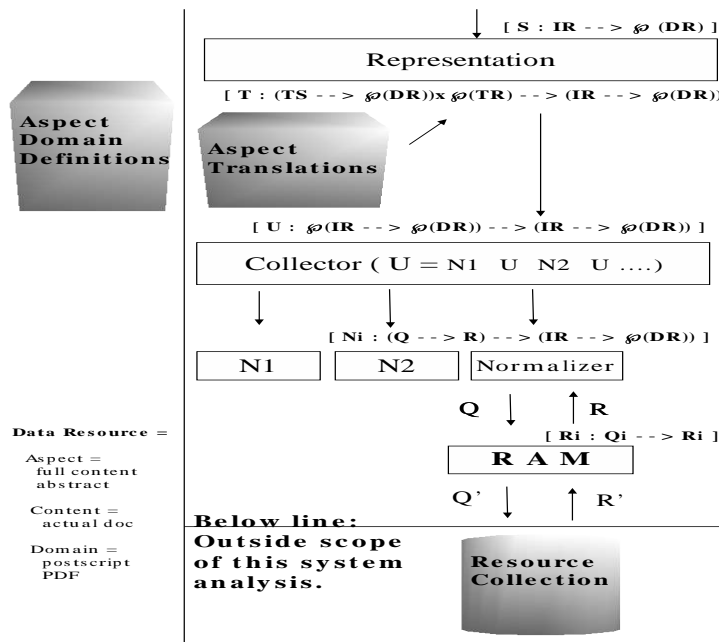 [ S : IR - - > ℘ (DR) ]
Representation
[ T : (TS - - > ℘(DR))x ℘(TR) - - > (IR - - > ℘(DR))
Aspect
Domain
Definitions
Aspect
Translations
[ U : ℘(IR - - > ℘(DR)) - - > (IR - - > ℘(DR)) ]
Collector ( U = N1 U N2 U ....)
[ Ni : (Q - - > R) - - > (IR - - > ℘(DR)) ]
N1
N2
Normalizer
Q
R
[ Ri : Qi - - > Ri ]
R A M
Q’
R’
Data Resource =
Aspect =
full content
abstract
Content =
actual doc
Domain =
postscript
PDF
Below line:
Outside scope
of this system
analysis.
Resource
Collection